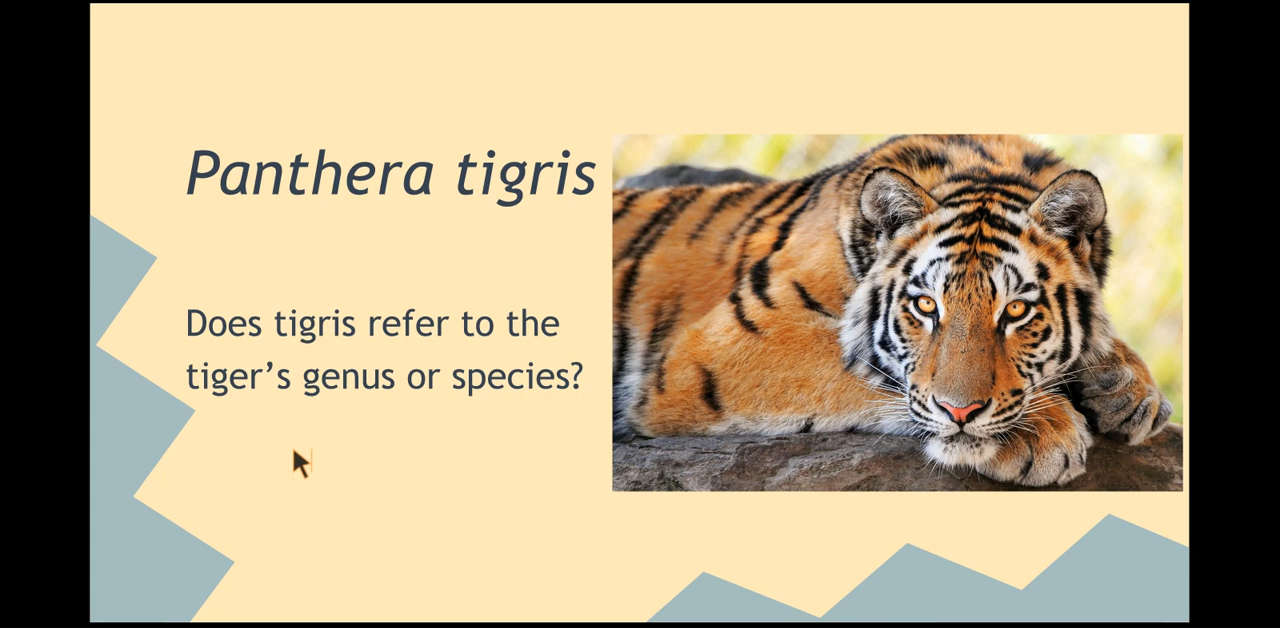 Panthera tigris
Does tigris refer to the
tiger’s genus or species?